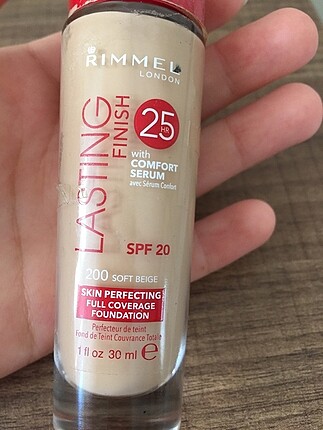 RIMMEL
LONDON
LASTING
FINISH
25
HR
with
COMFORT
SERUM
avec Sérum Confort
SPF 20
200 SOFT BEIGE
SKIN PERFECTING
FULL COVERAGE
FOUNDATION
Perfecteur de teint
Fond de Teint Couvrance Totale
1 fl oz 30 ml e